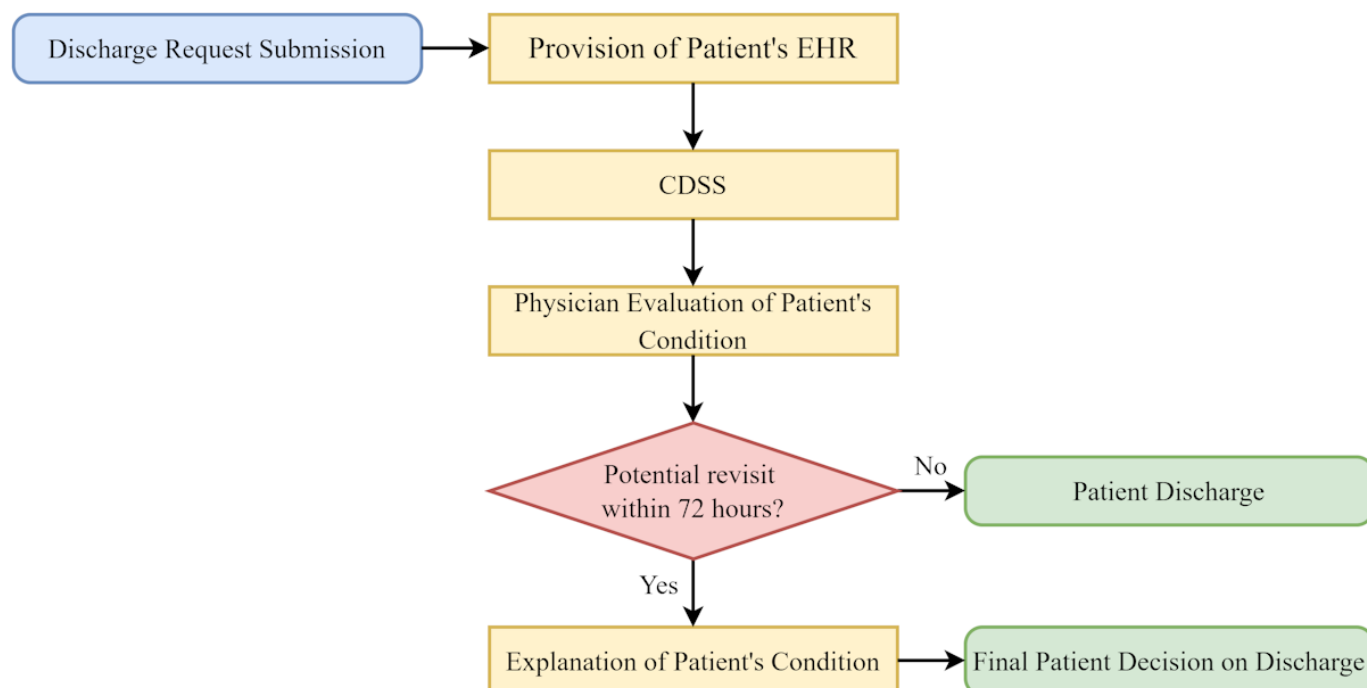 Discharge Request Submission
Provision of Patient's EHR
CDSS
Physician Evaluation of Patient's
Condition
Potential revisit
within 72 hours?
No
Patient Discharge
Yes
Explanation of Patient's Condition
Final Patient Decision on Discharge